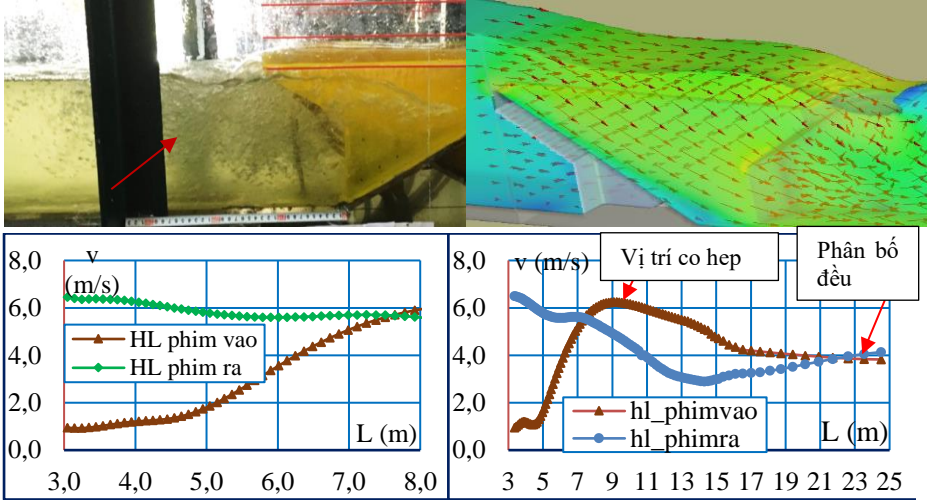 8,0
6,0
4,0
2,0
0,0
v
(m/s)
HL phim vao
HL phim ra
L (m)
3,0 4,0 5,0 6,0 7,0 8,0
8,0
6,0
4,0
2,0
0,0
v (m/s)
Vị trí co hep
Phân bố
đều
hl_phimvao
hl_phimra
L (m)
3 5 7 9 11 13 15 17 19 21 23 25